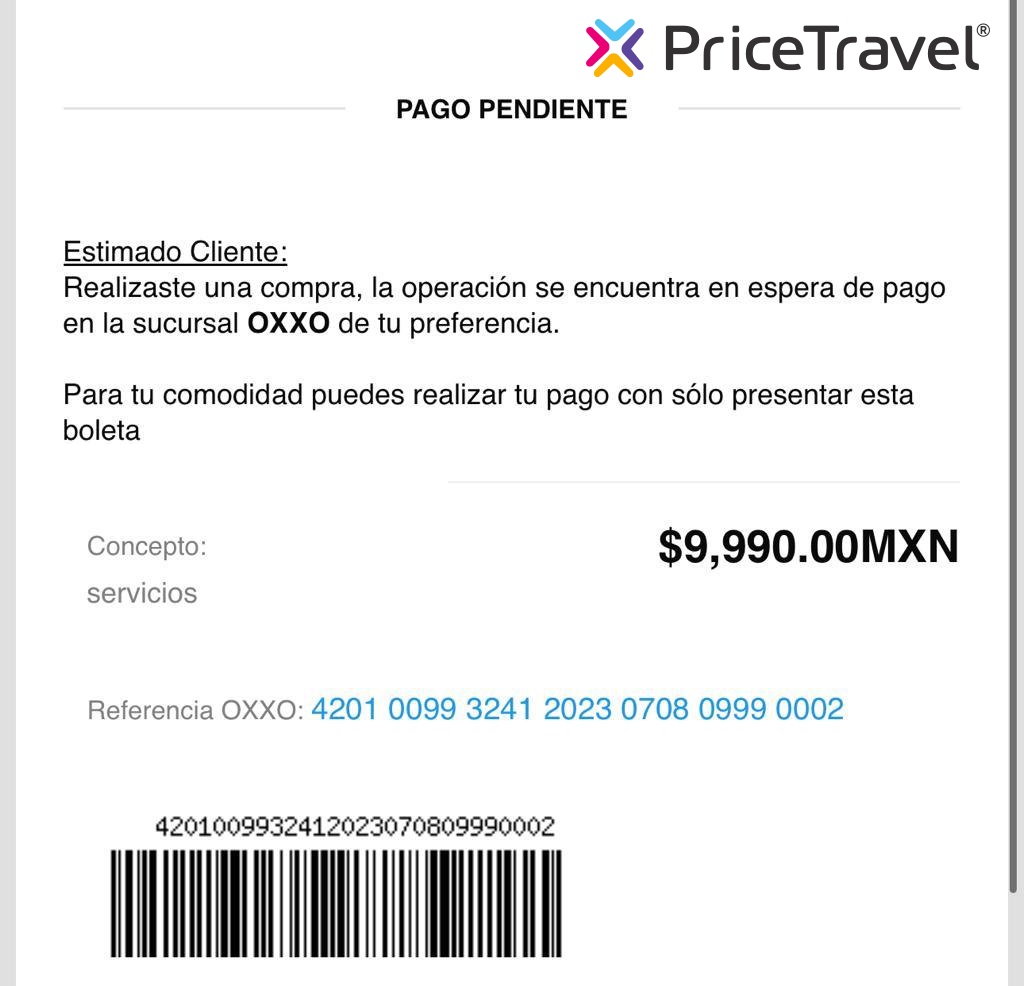 PriceTravel®
PAGO PENDIENTE
Estimado Cliente:
Realizaste una compra, la operación se encuentra en espera de pago
en la sucursal OXXO de tu preferencia.
Para tu comodidad puedes realizar tu pago con sólo presentar esta
boleta
Concepto:
$9,990.00MXN
servicios
Referencia OXXO: 4201 0099 3241 2023 0708 0999 0002
4201009932412023070809990002